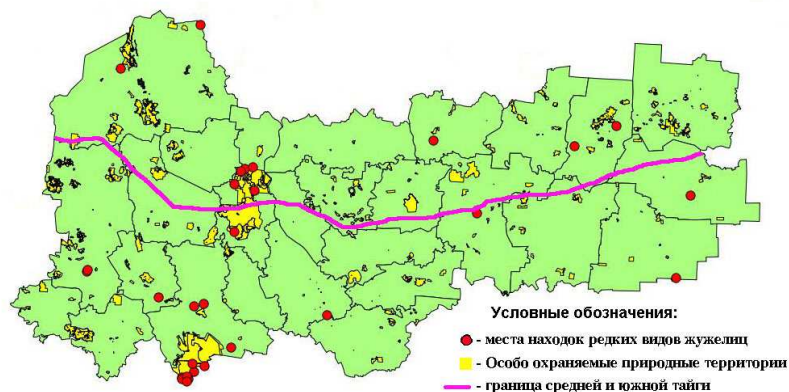 Условные обозначения:
- места находок редких видов жужелиц
- Особо охраняемые природные территории
- граница средней и южной тайги